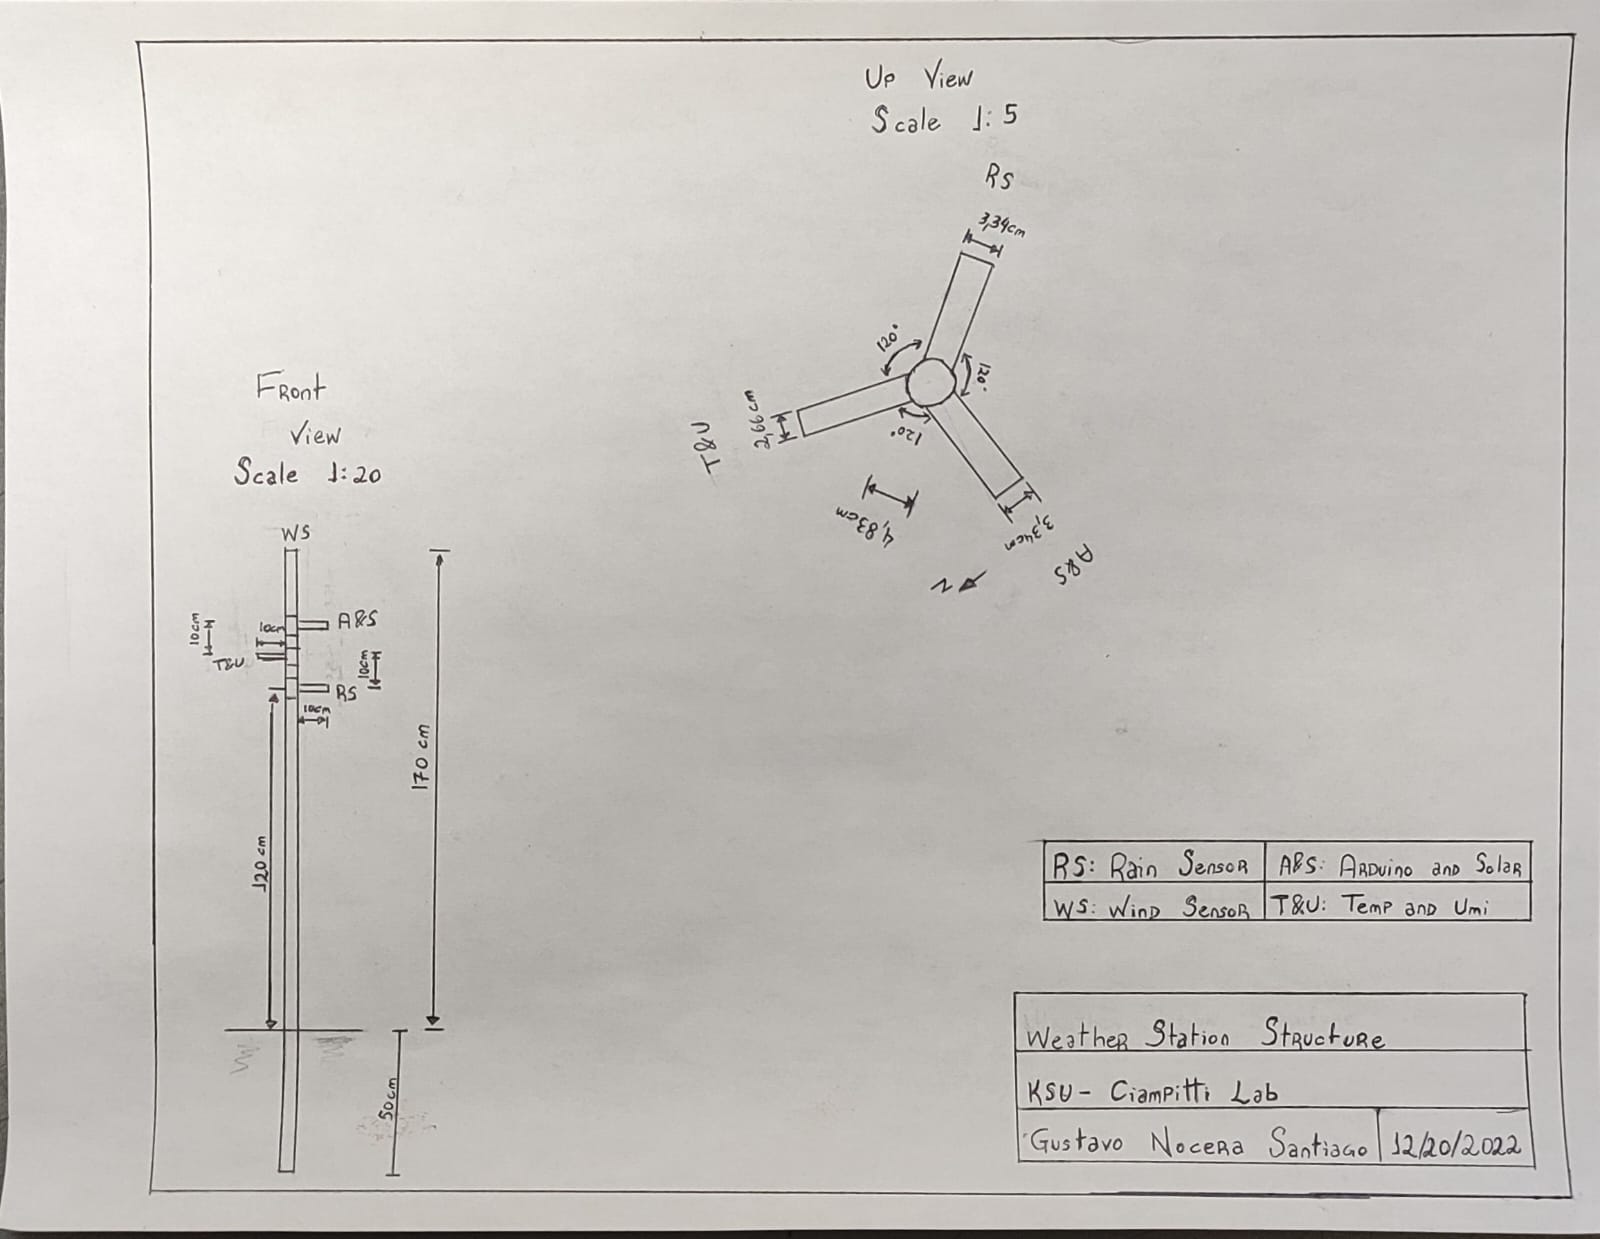 Up View
Scale 1:5
RS
3,34cm
120°
120°
120°
2,99cm
T&U
4,83cm
3,34cm
A&S
N
Front
View
Scale 1:20
WS
A&S
10cm
10cm
T&U
10cm
RS
10cm
170 cm
120 cm
50cm
RS: Rain Sensor A&S: Arduino and Solar
WS: Wind Sensor T&U: Temp and Umi
Weather Station Structure
KSU - Ciampitti Lab
Gustavo Nocera Santiago 12/20/2022